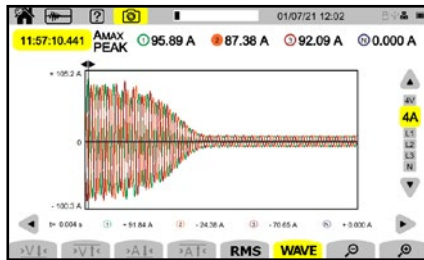 ? 01/07/21 12:02
11:57:10.441 AMAX PEAK 1 95.89 A 2 87.38 A 3 92.09 A N 0.000 A
+ 105.2 A
0
- 100.3 A
4V
4A
L1
L2
L3
N
t= 0.004 s 1 + 91.84 A 2 - 24.38 A 3 - 70.65 A N + 0.000 A
>V< >V< >A< >A< RMS WAVE